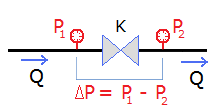 P₁ K P₂
Q Q
ΔP = P₁ - P₂